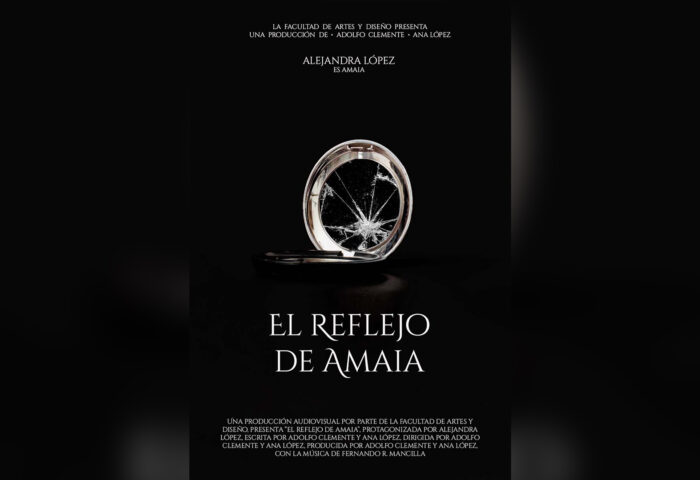 LA FACULTAD DE ARTES Y DISEÑO PRESENTA
UNA PRODUCCIÓN DE • ADOLFO CLEMENTE • ANA LÓPEZ
ALEJANDRA LÓPEZ
ES AMAIA
EL REFLEJO
DE AMAIA
UNA PRODUCCIÓN AUDIOVISUAL POR PARTE DE LA FACULTAD DE ARTES Y
DISEÑO, PRESENTA "EL REFLEJO DE AMAIA", PROTAGONIZADA POR ALEJANDRA
LÓPEZ, ESCRITA POR ADOLFO CLEMENTE Y ANA LÓPEZ, DIRIGIDA POR ADOLFO
CLEMENTE Y ANA LÓPEZ, PRODUCIDA POR ADOLFO CLEMENTE Y ANA LÓPEZ,
CON LA MÚSICA DE FERNANDO R. MANCILLA